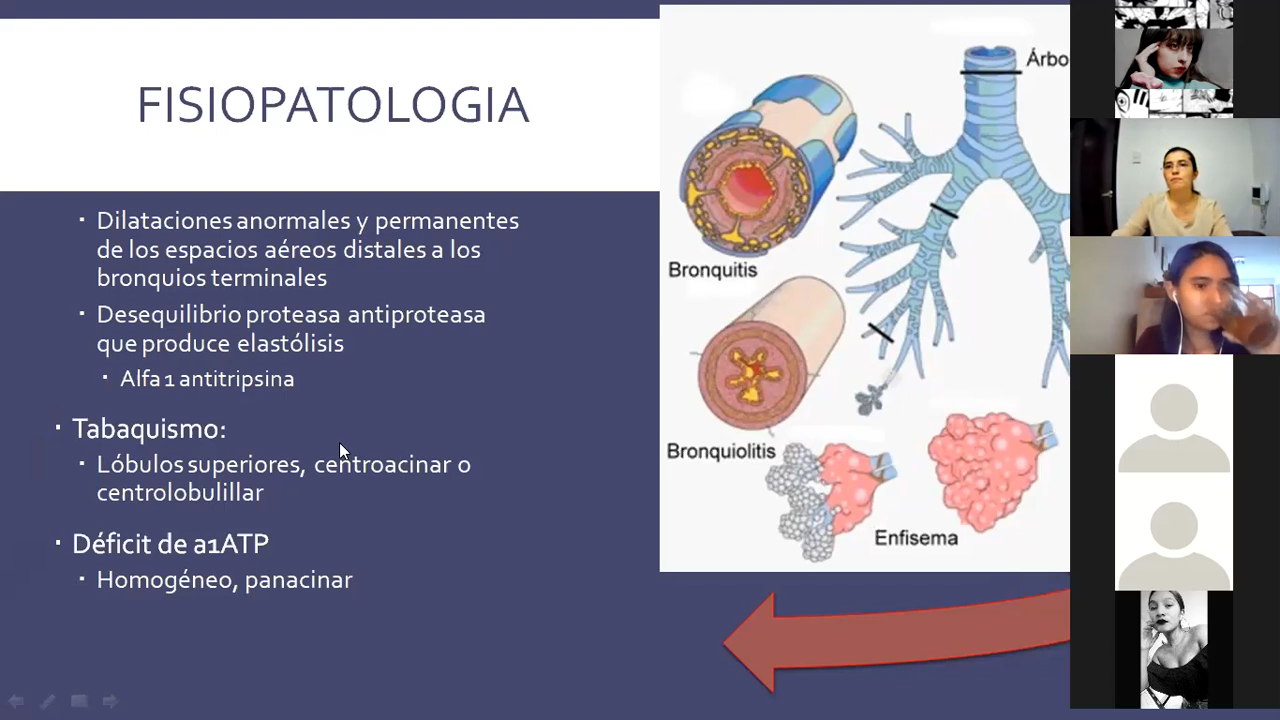 FISIOPATOLOGIA
Dilataciones anormales y permanentes
de los espacios aéreos distales a los
bronquios terminales
Desequilibrio proteasa antiproteasa
que produce elastólisis
Alfa 1 antitripsina
Tabaquismo:
Lóbulos superiores, centroacinar o
centrolobulillar
Déficit de a1ATP
Homogéneo, panacinar
Árbo
Bronquitis
Bronquiolitis
Enfisema